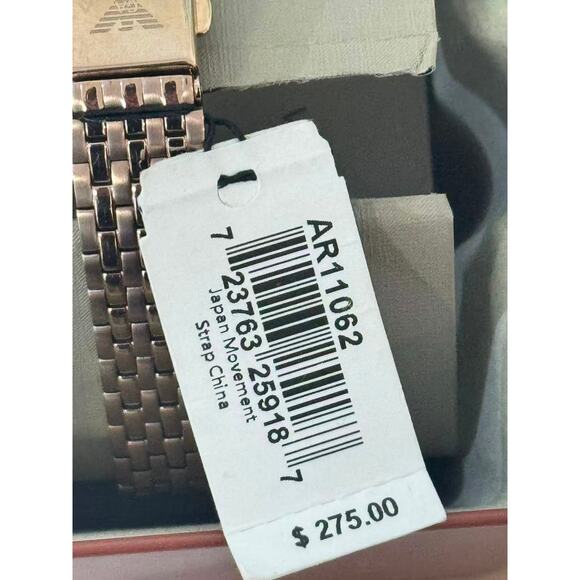 AR11062
7 23763 25918 7
Japan Movement
Strap China
$ 275.00